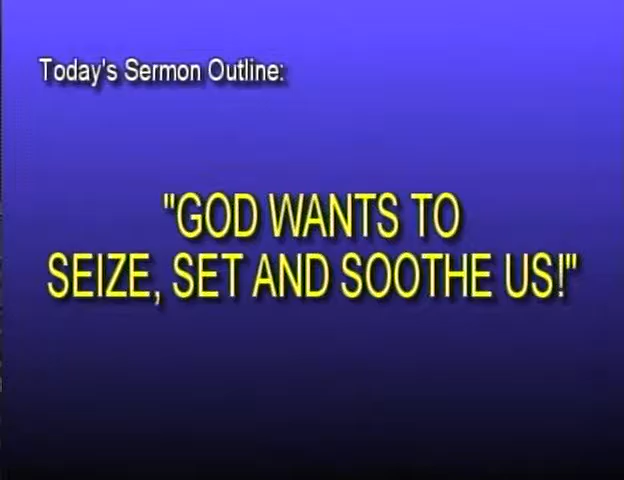 Today's Sermon Outline:
"GOD WANTS TO
SEIZE, SET AND SOOTHE US!"